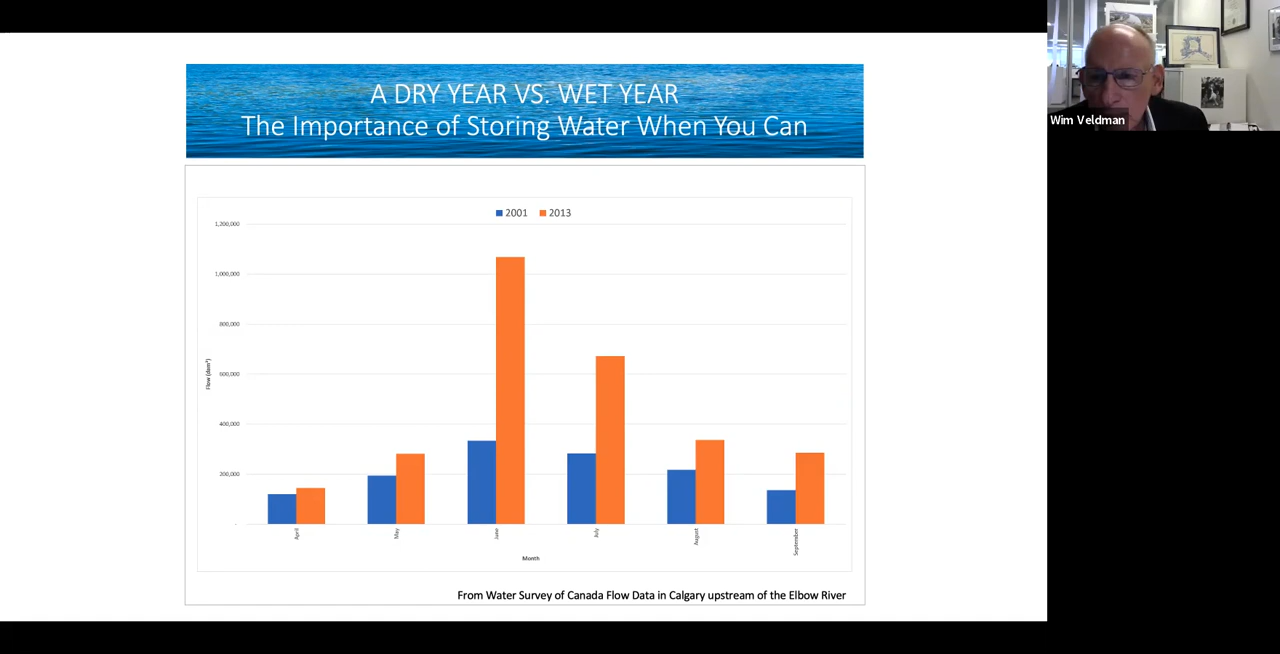 A DRY YEAR VS. WET YEAR
The Importance of Storing Water When You Can
2001 2013
1,200,000
1,000,000
800,000
600,000
400,000
200,000
-
Flow (dam³)
April
May
June
July
August
September
Month
From Water Survey of Canada Flow Data in Calgary upstream of the Elbow River
Wim Veldman